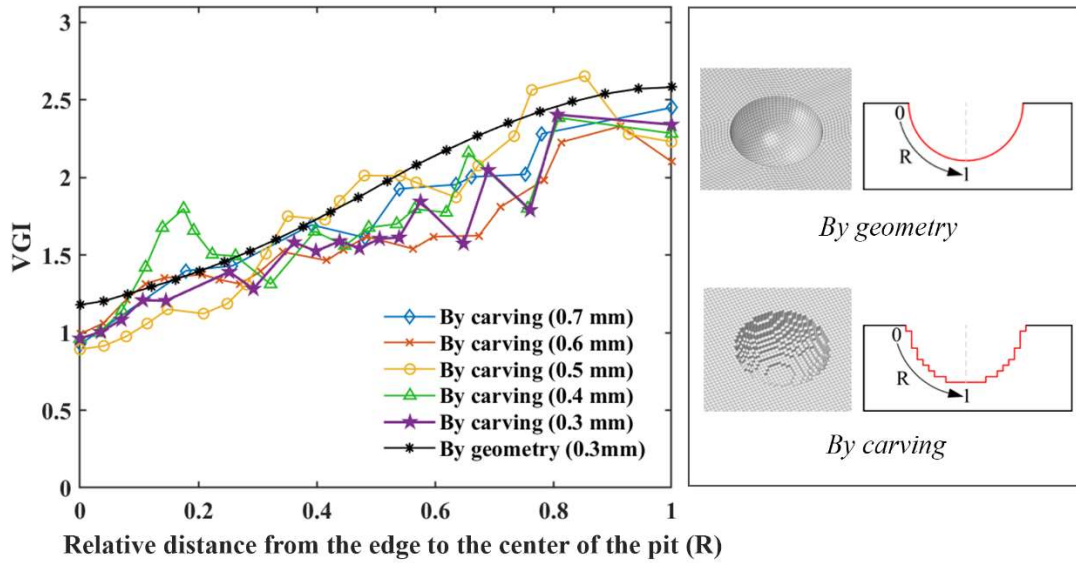 3
2.5
2
1.5
1
0.5
0
VGI
0
0.2
0.4
0.6
0.8
1
Relative distance from the edge to the center of the pit (R)
By carving (0.7 mm)
By carving (0.6 mm)
By carving (0.5 mm)
By carving (0.4 mm)
By carving (0.3 mm)
By geometry (0.3mm)
0
R
1
By geometry
0
R
1
By carving